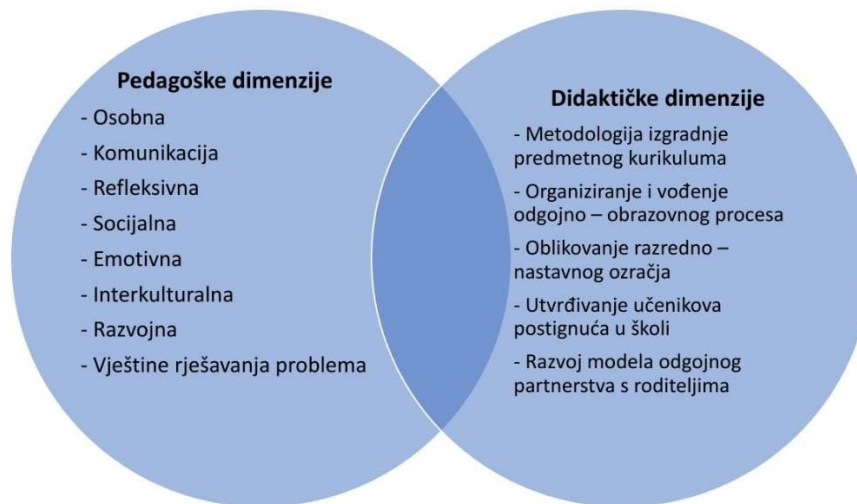 Pedagoške dimenzije
- Osobna
- Komunikacija
- Refleksivna
- Socijalna
- Emotivna
- Interkulturalna
- Razvojna
- Vještine rješavanja problema
Didaktičke dimenzije
- Metodologija izgradnje
predmetnog kurikuluma
- Organiziranje i vođenje
odgojno – obrazovnog procesa
- Oblikovanje razredno –
nastavnog ozračja
- Utvrđivanje učenikova
postignuća u školi
- Razvoj modela odgojnog
partnerstva s roditeljima